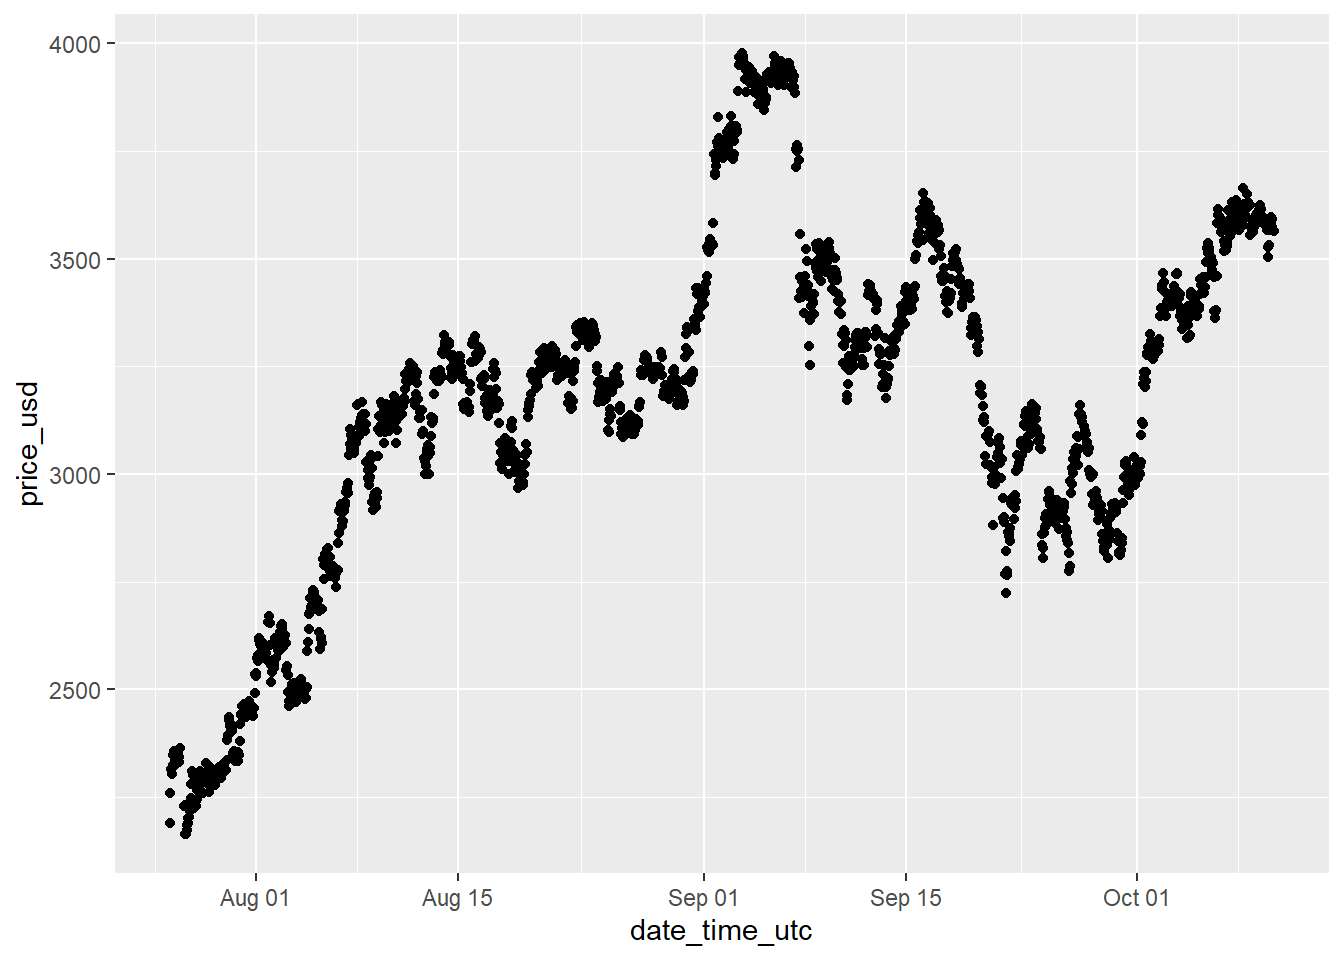 4000
3500
3000
2500
price_usd
Aug 01
Aug 15
Sep 01
Sep 15
Oct 01
date_time_utc